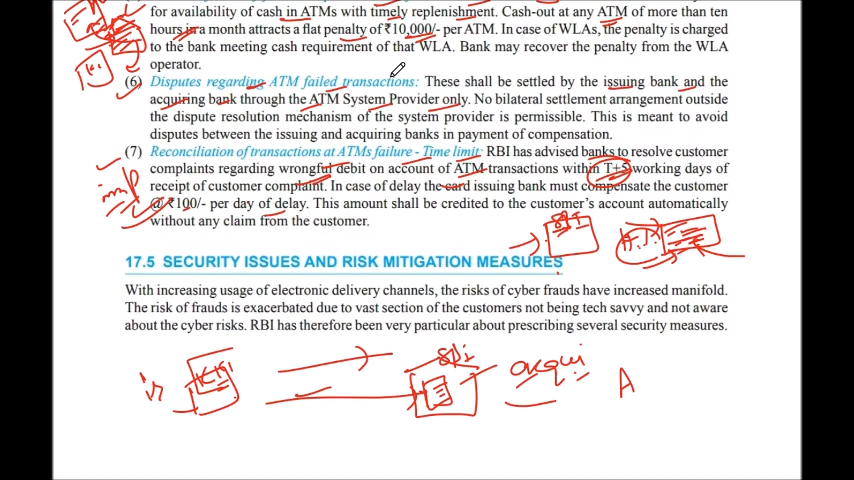 for availability of cash in ATMs with timely replenishment. Cash-out at any ATM of more than ten
hours in a month attracts a flat penalty of ₹10,000/- per ATM. In case of WLAs, the penalty is charged
to the bank meeting cash requirement of that WLA. Bank may recover the penalty from the WLA
operator.
(6) Disputes regarding ATM failed transactions: These shall be settled by the issuing bank and the
acquiring bank through the ATM System Provider only. No bilateral settlement arrangement outside
the dispute resolution mechanism of the system provider is permissible. This is meant to avoid
disputes between the issuing and acquiring banks in payment of compensation.
(7) Reconciliation of transactions at ATMs failure - Time limit: RBI has advised banks to resolve customer
complaints regarding wrongful debit on account of ATM transactions within T+5 working days of
receipt of customer complaint. In case of delay the card issuing bank must compensate the customer
@ ₹100/- per day of delay. This amount shall be credited to the customer's account automatically
without any claim from the customer.
imp
17.5 SECURITY ISSUES AND RISK MITIGATION MEASURES
With increasing usage of electronic delivery channels, the risks of cyber frauds have increased manifold.
The risk of frauds is exacerbated due to vast section of the customers not being tech savvy and not aware
about the cyber risks. RBI has therefore been very particular about prescribing several security measures.
SBI
acqui
A